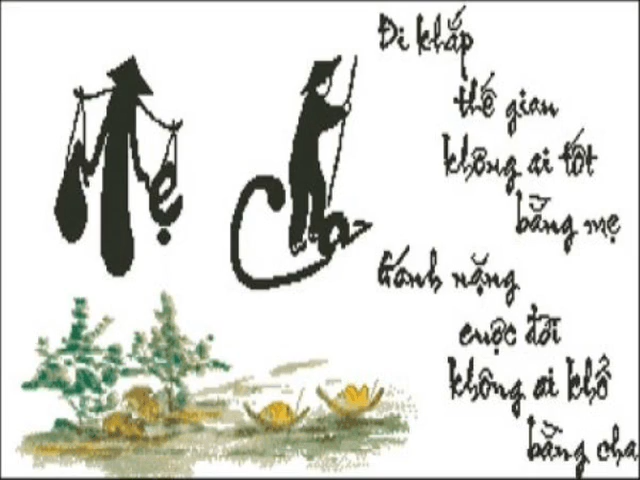 Mẹ Cha
Đi khắp
thế gian
không ai tốt
bằng mẹ
Gánh nặng
cuộc đời
không ai khổ
bằng cha